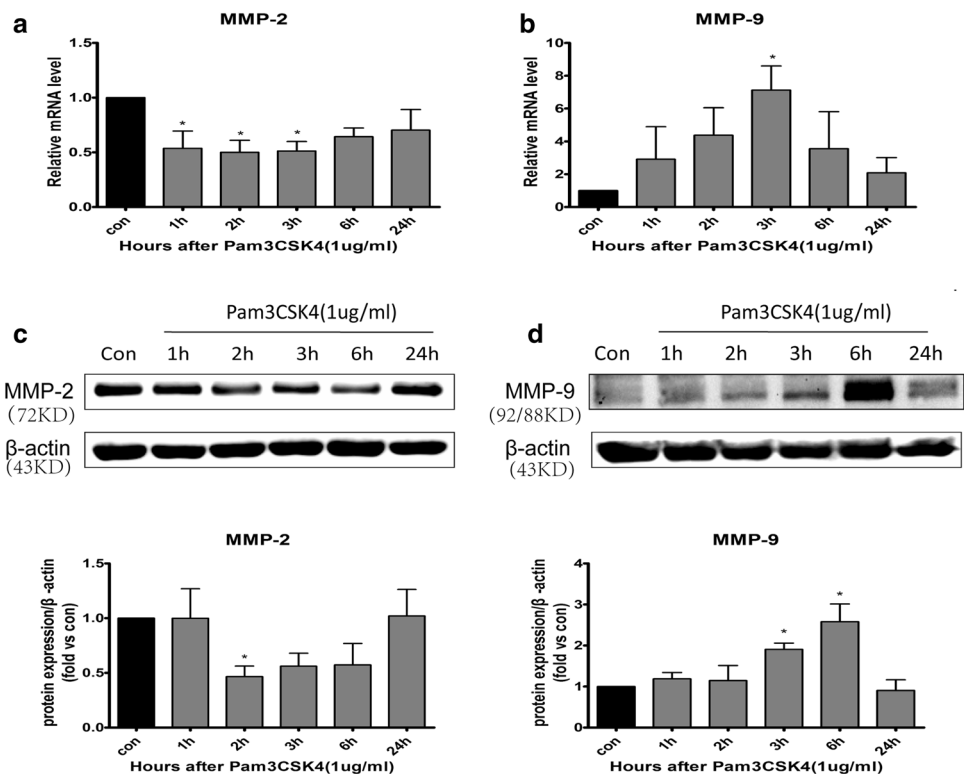 a
MMP-2
Relative mRNA level
1.5
1.0
0.5
0.0
*
*
*
con
1h
2h
3h
6h
24h
Hours after Pam3CSK4(1ug/ml)
b
MMP-9
Relative mRNA level
10
8
6
4
2
0
*
con
1h
2h
3h
6h
24h
Hours after Pam3CSK4(1ug/ml)
c
Pam3CSK4(1ug/ml)
Con 1h 2h 3h 6h 24h
MMP-2
(72KD)
β-actin
(43KD)
MMP-2
protein expression/β -actin
(fold vs con)
1.5
1.0
0.5
0.0
*
con
1h
2h
3h
6h
24h
Hours after Pam3CSK4(1ug/ml)
d
Pam3CSK4(1ug/ml)
Con 1h 2h 3h 6h 24h
MMP-9
(92/88KD)
β-actin
(43KD)
MMP-9
protein expression/β -actin
(fold vs con)
4
3
2
1
0
*
*
con
1h
2h
3h
6h
24h
Hours after Pam3CSK4(1ug/ml)